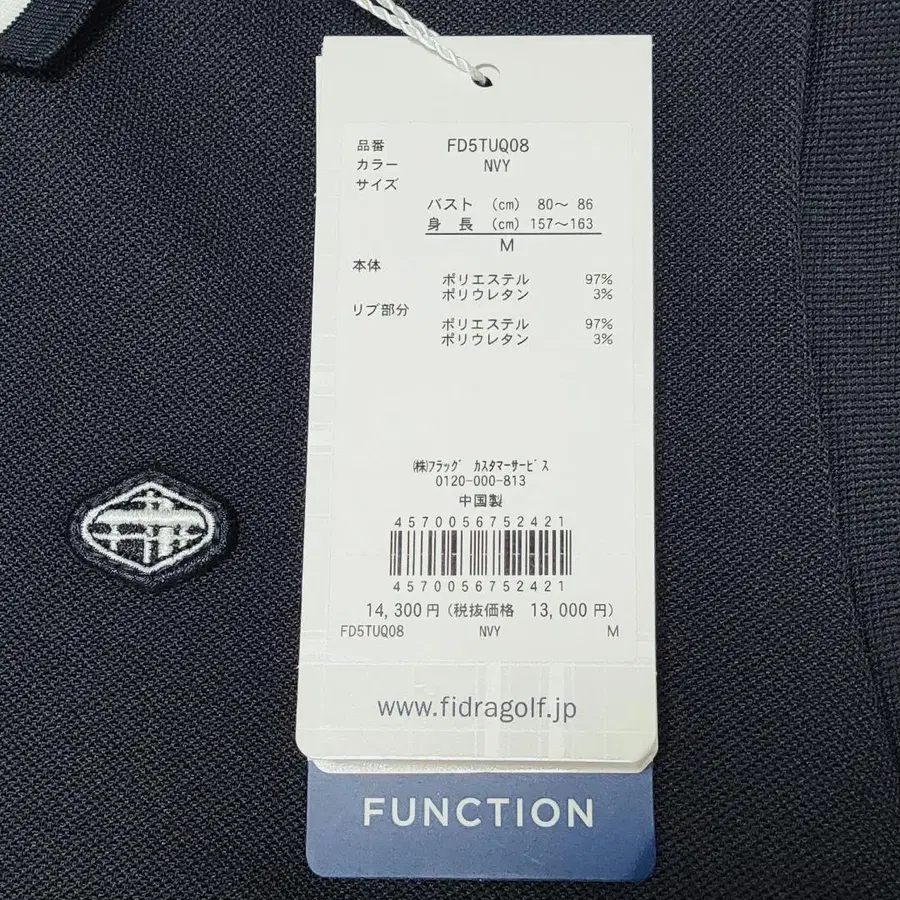 品番 FD5TUQ08
カラー NVY
サイズ
バスト (cm) 80～ 86
身 長 (cm) 157～163
M
本体
ポリエステル 97%
ポリウレタン 3%
リブ部分
ポリエステル 97%
ポリウレタン 3%
㈱ﾌﾗｯｸﾞ ｶｽﾀﾏｰｻｰﾋﾞｽ
0120-000-813
中国製
4570056752421
4570056752421
14,300円 (税抜価格 13,000円)
FD5TUQ08 NVY M
www.fidragolf.jp
FUNCTION